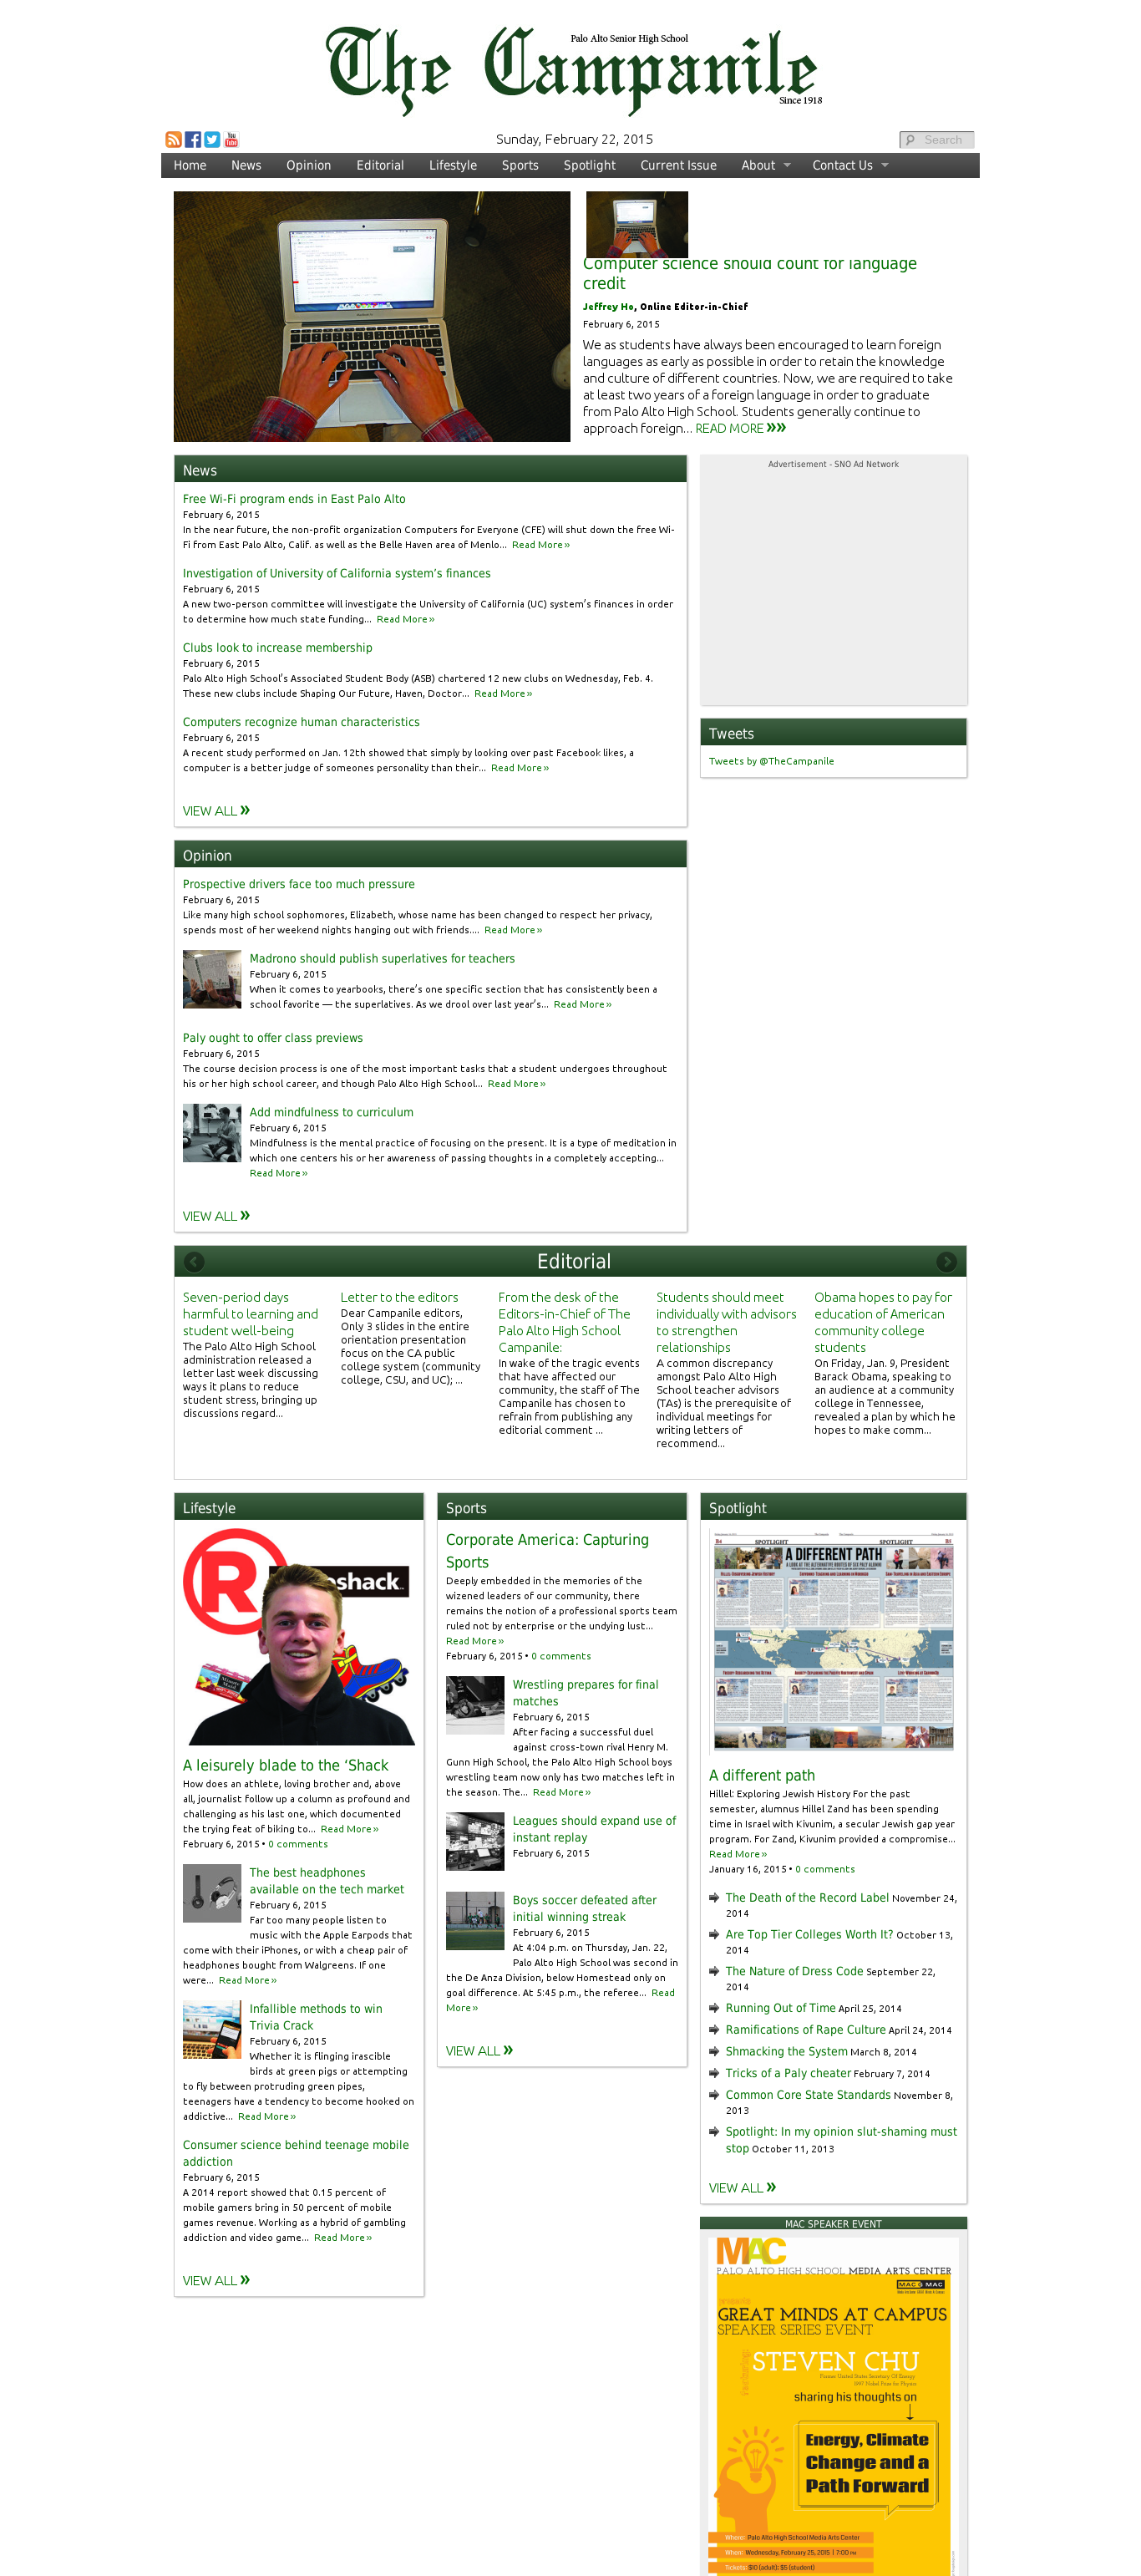 The Campanile
Palo Alto Senior High School
Since 1918
Sunday, February 22, 2015
Search
Home News Opinion Editorial Lifestyle Sports Spotlight Current Issue About Contact Us
Computer science should count for language
credit
Jeffrey Ho, Online Editor-in-Chief
February 6, 2015
We as students have always been encouraged to learn foreign
languages as early as possible in order to retain the knowledge
and culture of different countries. Now, we are required to take
at least two years of a foreign language in order to graduate
from Palo Alto High School. Students generally continue to
approach foreign... READ MORE »»
News
Free Wi-Fi program ends in East Palo Alto
February 6, 2015
In the near future, the non-profit organization Computers for Everyone (CFE) will shut down the free Wi-
Fi from East Palo Alto, Calif. as well as the Belle Haven area of Menlo... Read More »
Investigation of University of California system’s finances
February 6, 2015
A new two-person committee will investigate the University of California (UC) system’s finances in order
to determine how much state funding... Read More »
Clubs look to increase membership
February 6, 2015
Palo Alto High School’s Associated Student Body (ASB) chartered 12 new clubs on Wednesday, Feb. 4.
These new clubs include Shaping Our Future, Haven, Doctor... Read More »
Computers recognize human characteristics
February 6, 2015
A recent study performed on Jan. 12th showed that simply by looking over past Facebook likes, a
computer is a better judge of someones personality than their... Read More »
VIEW ALL »
Advertisement - SNO Ad Network
Tweets
Tweets by @TheCampanile
Opinion
Prospective drivers face too much pressure
February 6, 2015
Like many high school sophomores, Elizabeth, whose name has been changed to respect her privacy,
spends most of her weekend nights hanging out with friends.... Read More »
Madrono should publish superlatives for teachers
February 6, 2015
When it comes to yearbooks, there’s one specific section that has consistently been a
school favorite — the superlatives. As we drool over last year’s... Read More »
Paly ought to offer class previews
February 6, 2015
The course decision process is one of the most important tasks that a student undergoes throughout
his or her high school career, and though Palo Alto High School... Read More »
Add mindfulness to curriculum
February 6, 2015
Mindfulness is the mental practice of focusing on the present. It is a type of meditation in
which one centers his or her awareness of passing thoughts in a completely accepting...
Read More »
VIEW ALL »
Editorial
Seven-period days
harmful to learning and
student well-being
The Palo Alto High School
administration released a
letter last week discussing
ways it plans to reduce
student stress, bringing up
discussions regard...
Letter to the editors
Dear Campanile editors,
Only 3 slides in the entire
orientation presentation
focus on the CA public
college system (community
college, CSU, and UC); ...
From the desk of the
Editors-in-Chief of The
Palo Alto High School
Campanile:
In wake of the tragic events
that have affected our
community, the staff of The
Campanile has chosen to
refrain from publishing any
editorial comment ...
Students should meet
individually with advisors
to strengthen
relationships
A common discrepancy
amongst Palo Alto High
School teacher advisors
(TAs) is the prerequisite of
individual meetings for
writing letters of
recommend...
Obama hopes to pay for
education of American
community college
students
On Friday, Jan. 9, President
Barack Obama, speaking to
an audience at a community
college in Tennessee,
revealed a plan by which he
hopes to make comm...
Lifestyle
R
shack
A leisurely blade to the ‘Shack
How does an athlete, loving brother and, above
all, journalist follow up a column as profound and
challenging as his last one, which documented
the trying feat of biking to... Read More »
February 6, 2015 • 0 comments
The best headphones
available on the tech market
February 6, 2015
Far too many people listen to
music with the Apple Earpods that
come with their iPhones, or with a cheap pair of
headphones bought from Walgreens. If one
were... Read More »
Infallible methods to win
Trivia Crack
February 6, 2015
Whether it is flinging irascible
birds at green pigs or attempting
to fly between protruding green pipes,
teenagers have a tendency to become hooked on
addictive... Read More »
Consumer science behind teenage mobile
addiction
February 6, 2015
A 2014 report showed that 0.15 percent of
mobile gamers bring in 50 percent of mobile
games revenue. Working as a hybrid of gambling
addiction and video game... Read More »
VIEW ALL »
Sports
Corporate America: Capturing
Sports
Deeply embedded in the memories of the
wizened leaders of our community, there
remains the notion of a professional sports team
ruled not by enterprise or the undying lust...
Read More »
February 6, 2015 • 0 comments
Wrestling prepares for final
matches
February 6, 2015
After facing a successful duel
against cross-town rival Henry M.
Gunn High School, the Palo Alto High School boys
wrestling team now only has two matches left in
the season. The... Read More »
Leagues should expand use of
instant replay
February 6, 2015
Boys soccer defeated after
initial winning streak
February 6, 2015
At 4:04 p.m. on Thursday, Jan. 22,
Palo Alto High School was second in
the De Anza Division, below Homestead only on
goal difference. At 5:45 p.m., the referee... Read
More »
VIEW ALL »
Spotlight
SPOTLIGHT
A DIFFERENT PATH
SPOTLIGHT
A different path
Hillel: Exploring Jewish History For the past
semester, alumnus Hillel Zand has been spending
time in Israel with Kivunim, a secular Jewish gap year
program. For Zand, Kivunim provided a compromise...
Read More »
January 16, 2015 • 0 comments
The Death of the Record Label November 24,
2014
Are Top Tier Colleges Worth It? October 13,
2014
The Nature of Dress Code September 22,
2014
Running Out of Time April 25, 2014
Ramifications of Rape Culture April 24, 2014
Shmacking the System March 8, 2014
Tricks of a Paly cheater February 7, 2014
Common Core State Standards November 8,
2013
Spotlight: In my opinion slut-shaming must
stop October 11, 2013
VIEW ALL »
MAC SPEAKER EVENT
MAC
PALO ALTO HIGH SCHOOL MEDIA ARTS CENTER
GREAT MINDS AT CAMPUS
SPEAKER SERIES EVENT
STEVEN CHU
Former United States Secretary Of Energy
1997 Nobel Prize for Physics
sharing his thoughts on
Energy, Climate
Change and a
Path Forward
Where: Palo Alto High School Media Arts Center
When: Wednesday, February 25, 2015 | 7:00 PM
Tickets: $10 (adult); $5 (student)